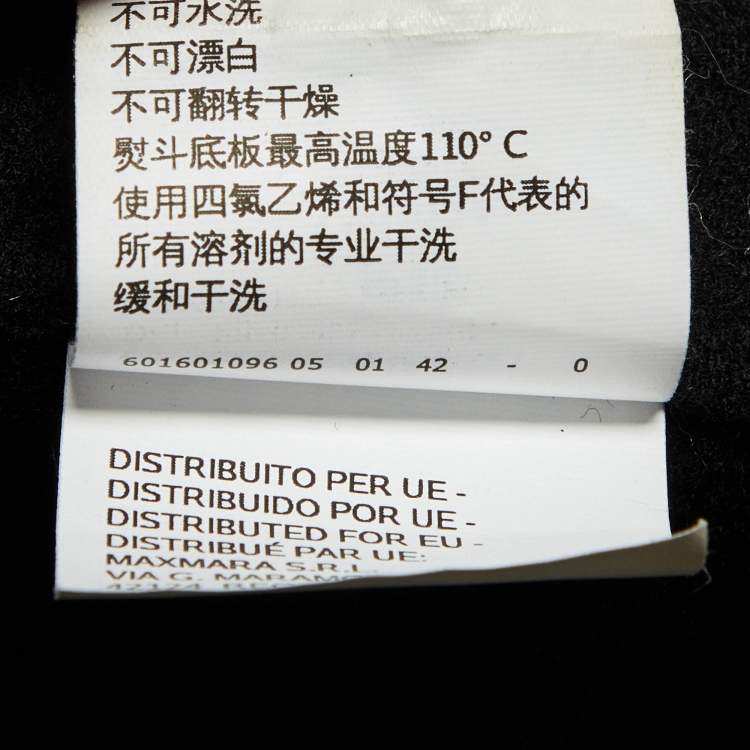 不可水洗
不可漂白
不可翻转干燥
熨斗底板最高温度110° C
使用四氯乙烯和符号F代表的
所有溶剂的专业干洗
缓和干洗
601601096 05 01 42 - 0
DISTRIBUITO PER UE -
DISTRIBUIDO POR UE -
DISTRIBUTED FOR EU -
DISTRIBUÉ PAR UE:
MAXMARA S.R.L.
VIA G.
42124